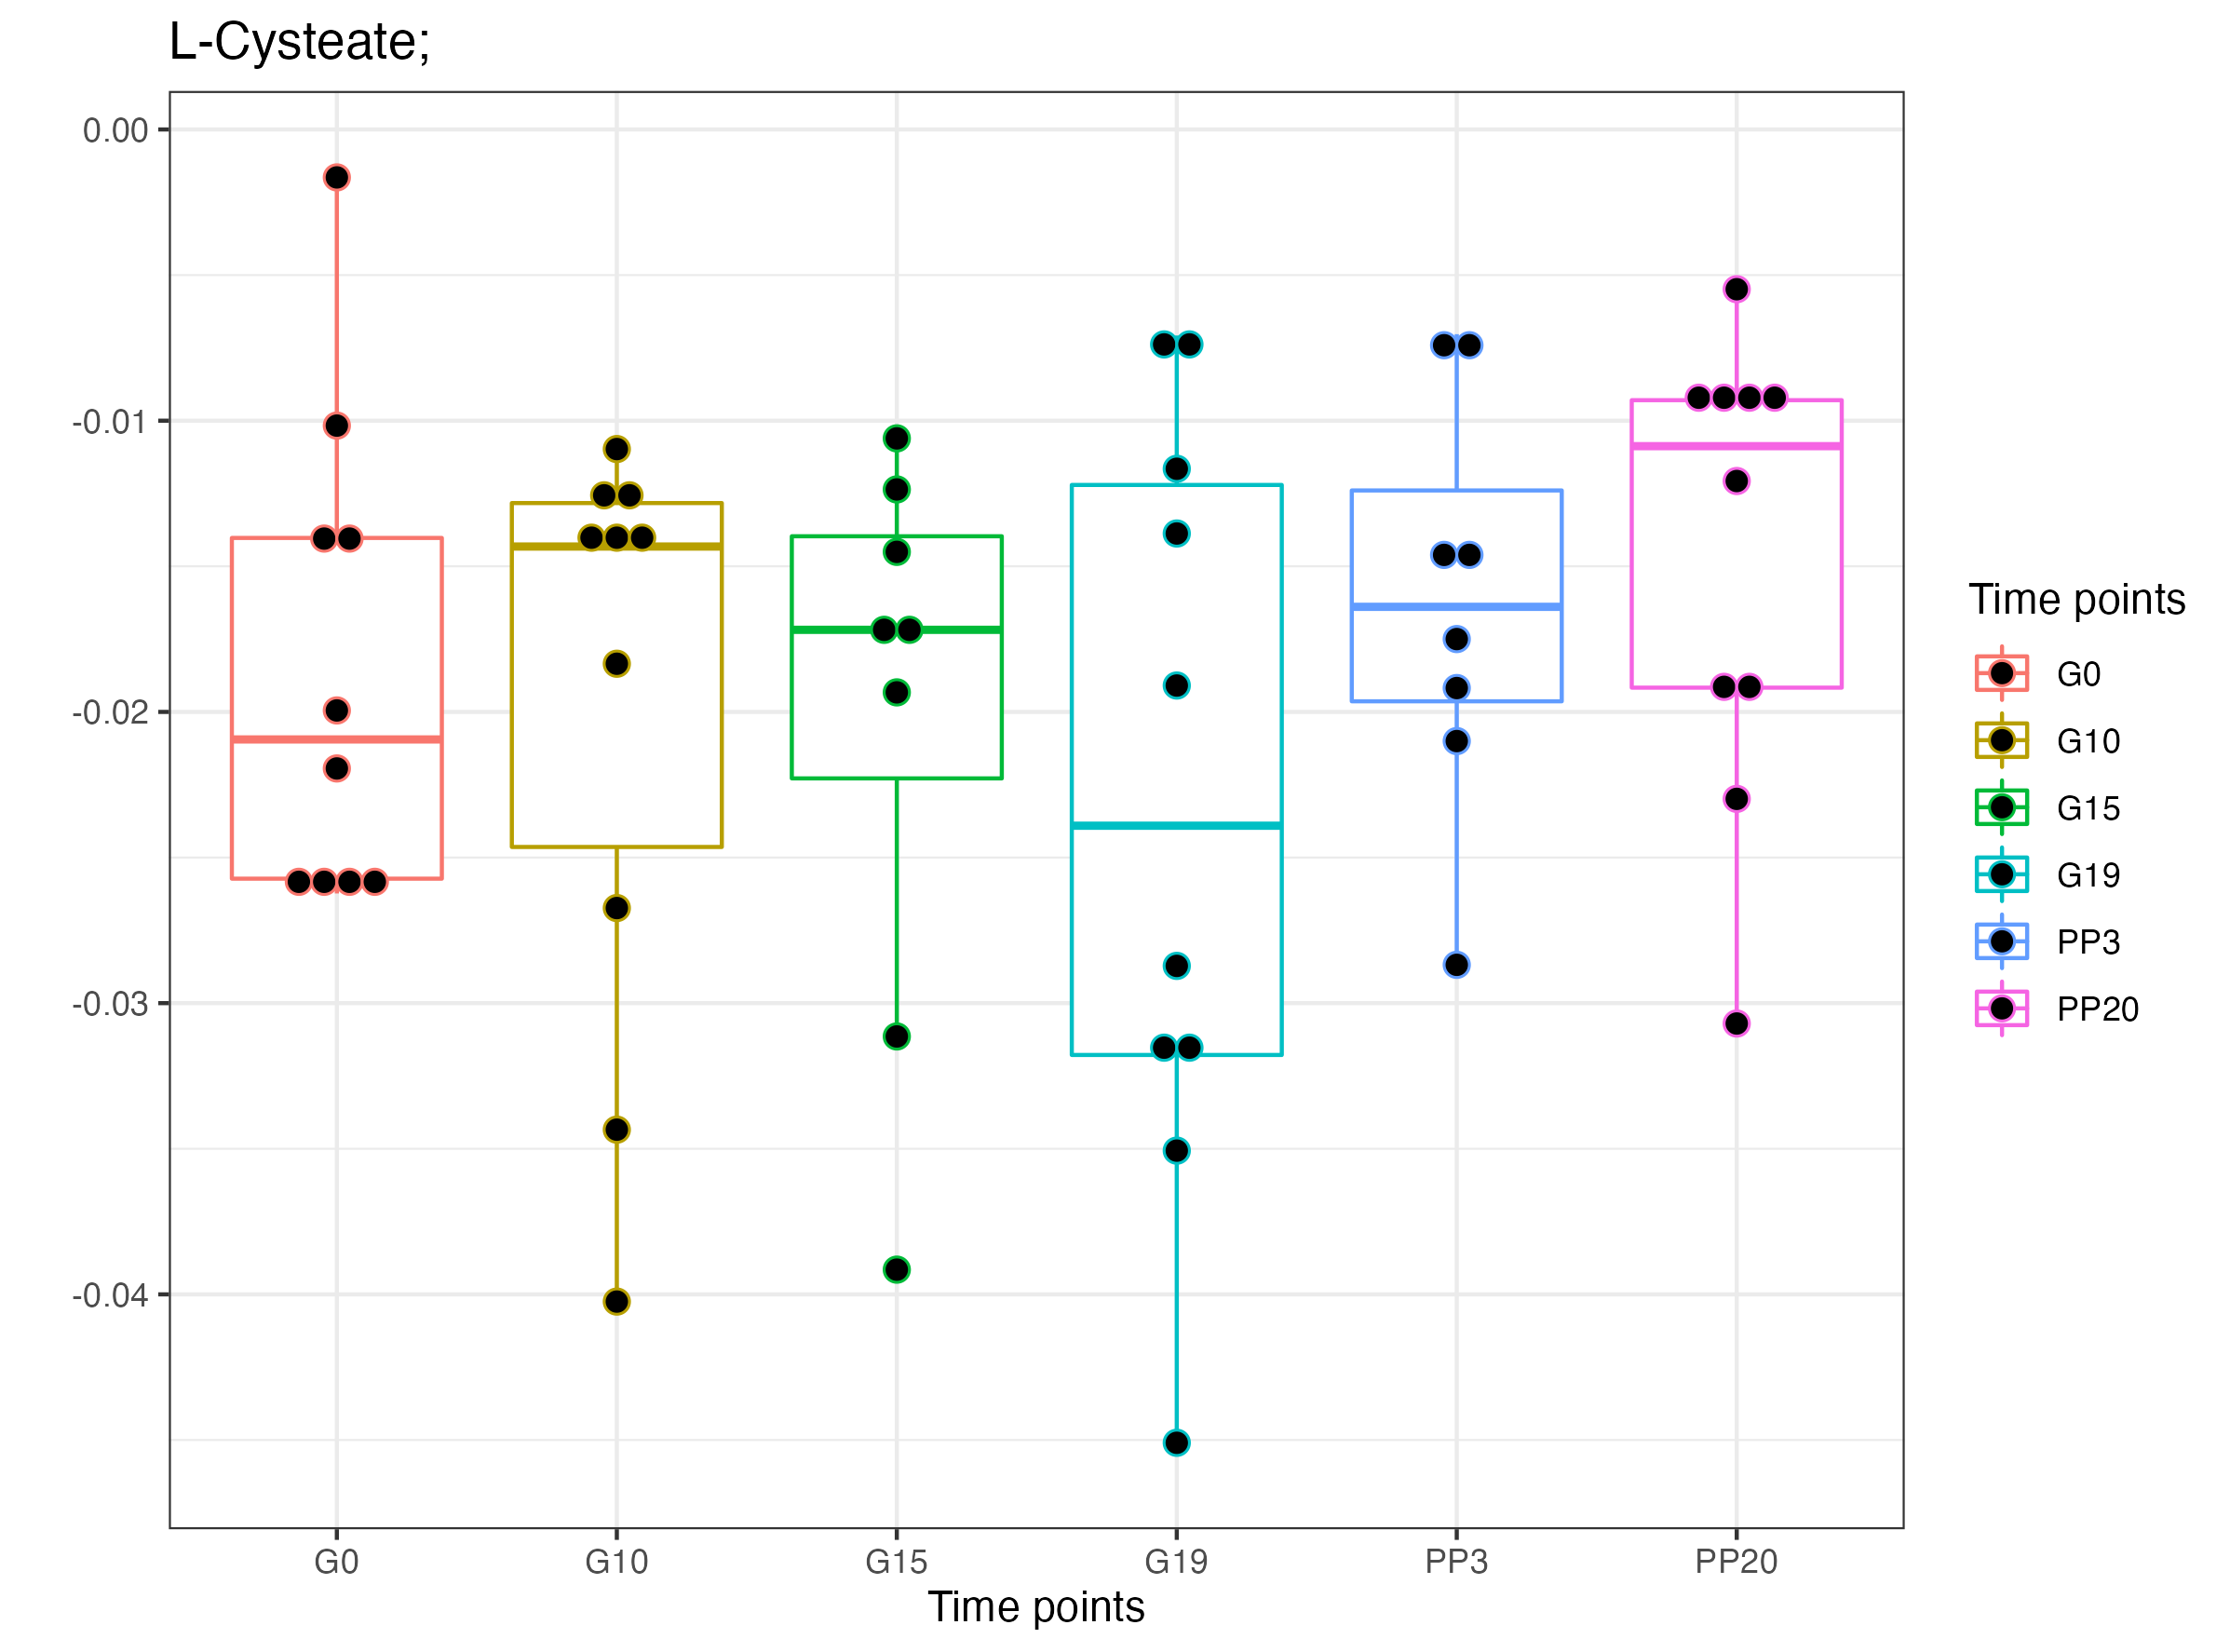 L-Cysteate;
0.00
-0.01
-0.02
-0.03
-0.04
G0 G10 G15 G19 PP3 PP20
Time points
Time points
G0
G10
G15
G19
PP3
PP20